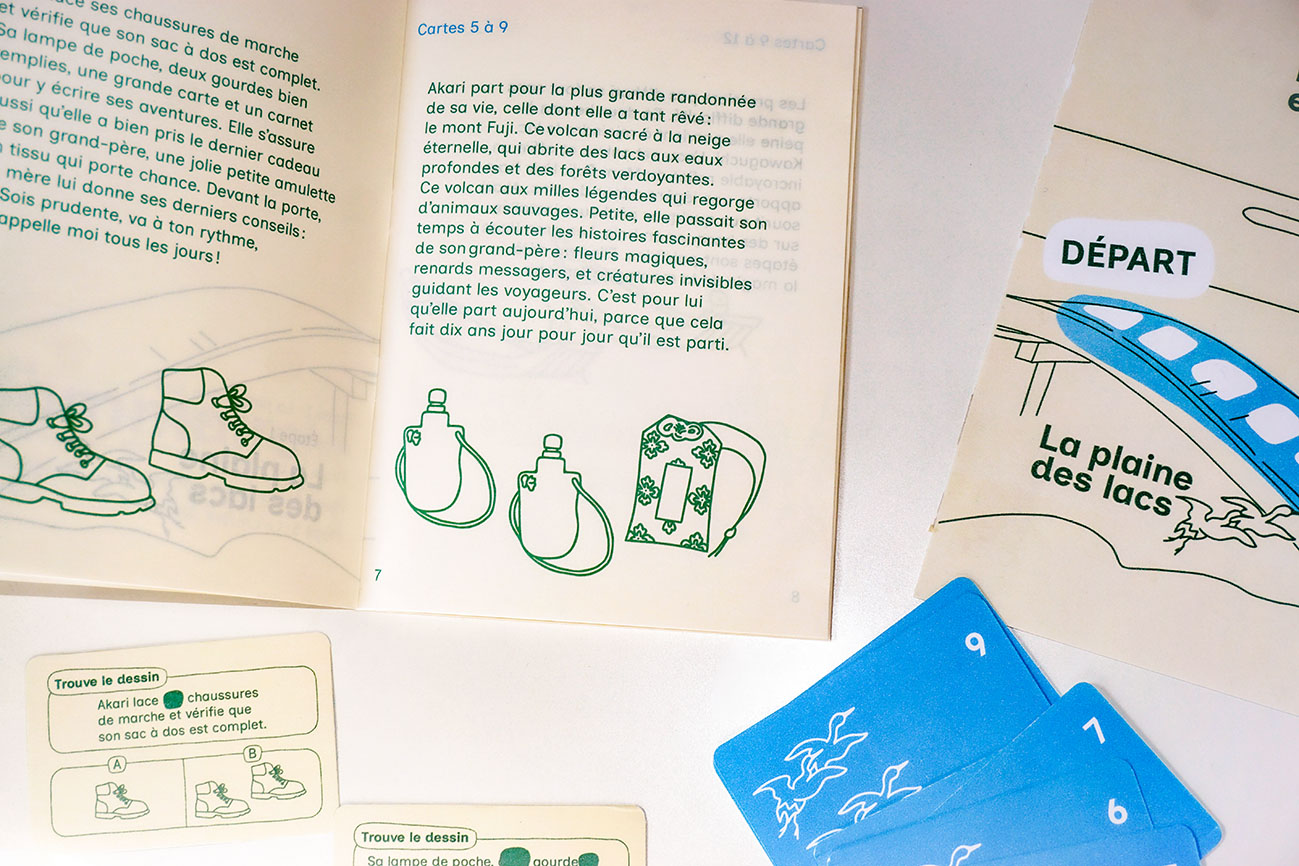 ace ses chaussures de marche
et vérifie que son sac à dos est complet.
Sa lampe de poche, deux gourdes bien
emplies, une grande carte et un carnet
our y écrire ses aventures. Elle s'assure
ussi qu'elle a bien pris le dernier cadeau
e son grand-père, une jolie petite amulette
n tissu qui porte chance. Devant la porte,
mère lui donne ses derniers conseils :
Sois prudente, va à ton rythme,
appelle moi tous les jours !
7
Cartes 5 à 9
Akari part pour la plus grande randonnée
de sa vie, celle dont elle a tant rêvé :
le mont Fuji. Ce volcan sacré à la neige
éternelle, qui abrite des lacs aux eaux
profondes et des forêts verdoyantes.
Ce volcan aux milles légendes qui regorge
d'animaux sauvages. Petite, elle passait son
temps à écouter les histoires fascinantes
de son grand-père : fleurs magiques,
renards messagers, et créatures invisibles
guidant les voyageurs. C'est pour lui
qu'elle part aujourd'hui, parce que cela
fait dix ans jour pour jour qu'il est parti.
8
DÉPART
La plaine
des lacs
Trouve le dessin
Akari lace chaussures
de marche et vérifie que
son sac à dos est complet.
A
B
Trouve le dessin
Sa lampe de poche, gourde
9
7
6